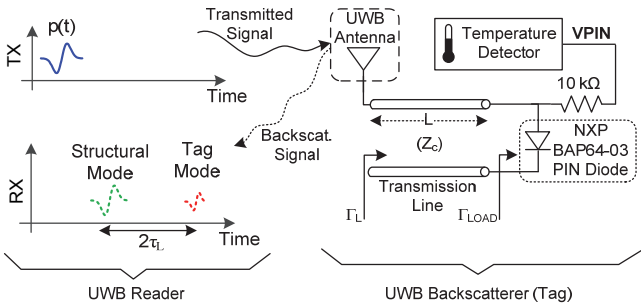 p(t)
TX
Time
Transmitted
Signal
UWB
Antenna
Temperature
Detector
VPIN
10 kΩ
L
(Z_c)
Backscat.
Signal
NXP
BAP64-03
PIN Diode
Structural
Mode
Tag
Mode
RX
2τ_L
Time
Γ_L
Transmission
Line
Γ_LOAD
UWB Reader
UWB Backscatterer (Tag)